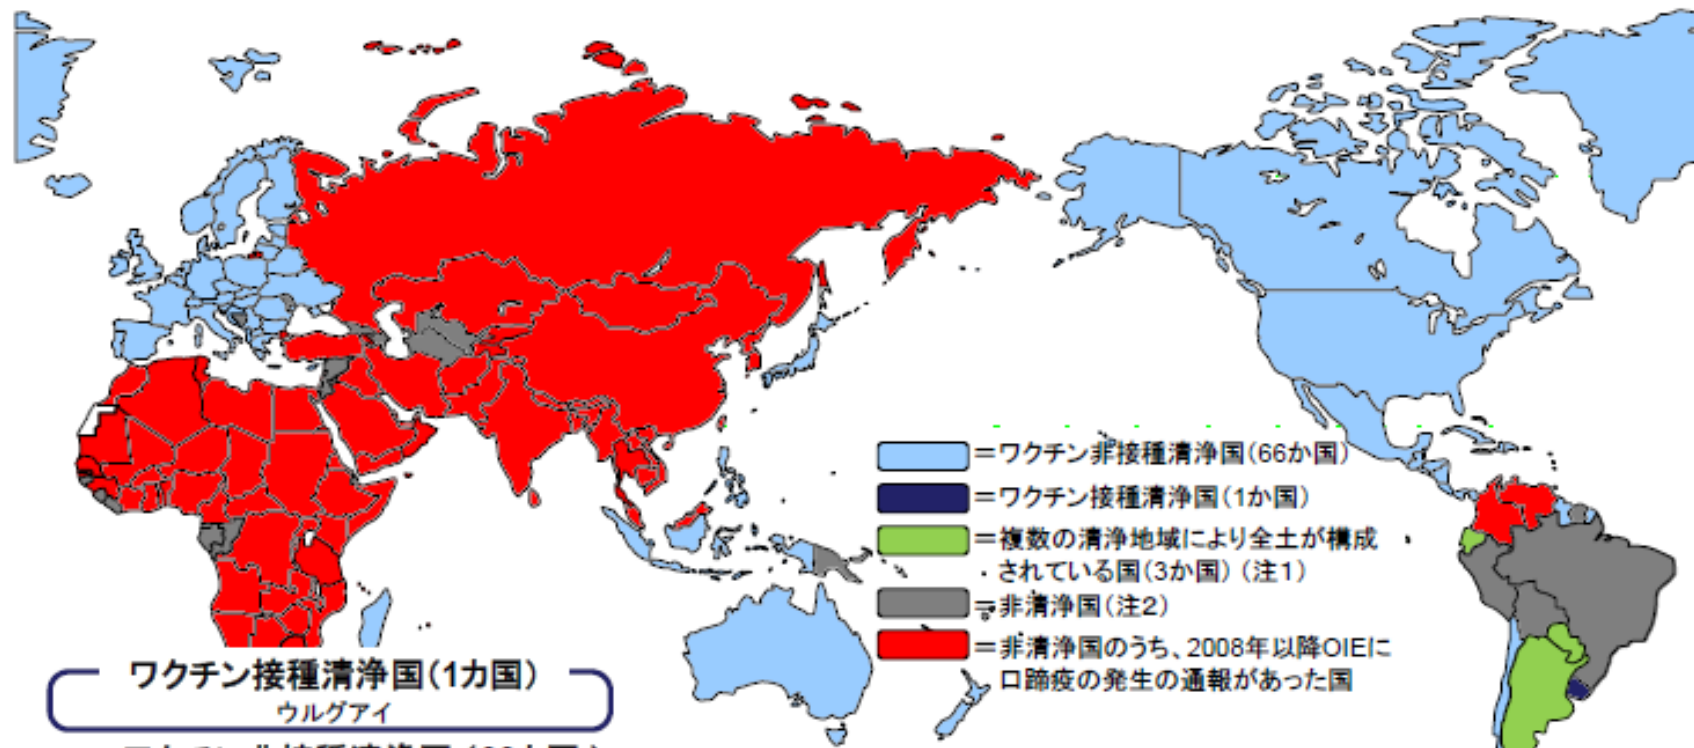 ＝ワクチン非接種清浄国(66か国)
＝ワクチン接種清浄国(1か国)
＝複数の清浄地域により全土が構成
されている国(3か国)(注1)
＝非清浄国(注2)
＝非清浄国のうち、2008年以降OIEに
口蹄疫の発生の通報があった国
ワクチン接種清浄国(1カ国)
ウルグアイ